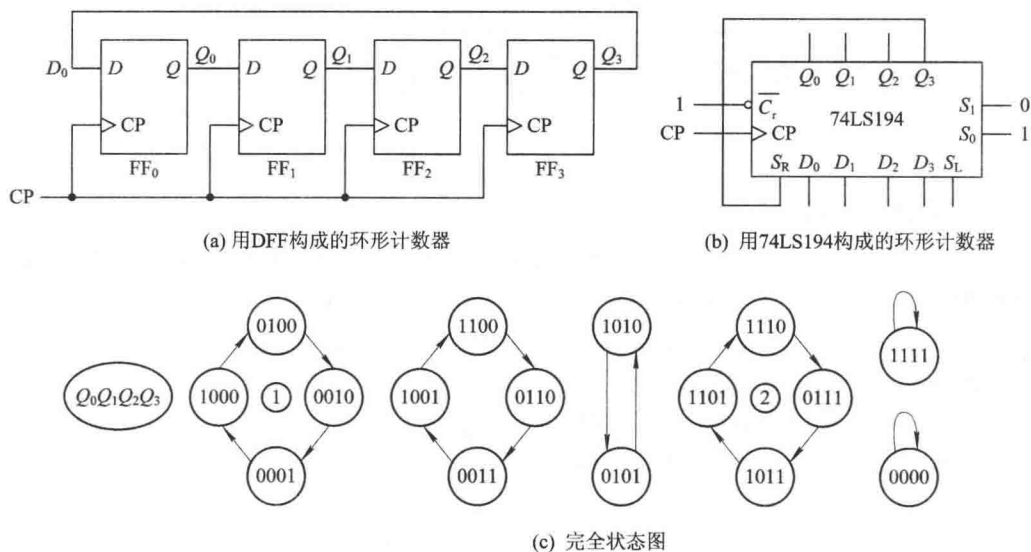 D₀ D Q Q₀ D Q Q₁ D Q Q₂ D Q Q₃
CP CP CP CP
FF₀ FF₁ FF₂ FF₃
CP
(a) 用DFF构成的环形计数器
Q₀ Q₁ Q₂ Q₃
1 C̅ᵣ 74LS194 S₁ 0
CP CP S₀ 1
S_R D₀ D₁ D₂ D₃ S_L
(b) 用74LS194构成的环形计数器
Q₀Q₁Q₂Q₃
0100
1000 ① 0010
0001
1100
1001 0110
0011
1010
0101
1110
1101 ② 0111
1011
1111
0000
(c) 完全状态图